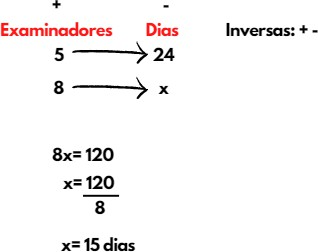 + -
Examinadores Dias Inversas: + -
5 24
8 x
8x= 120
x= 120
8
x= 15 dias